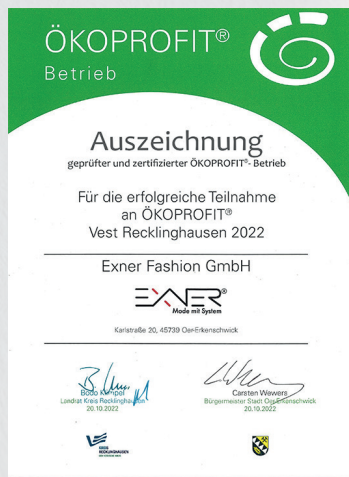 ÖKOPROFIT®
Betrieb
Auszeichnung
geprüfter und zertifizierter ÖKOPROFIT®- Betrieb
Für die erfolgreiche Teilnahme
an ÖKOPROFIT®
Vest Recklinghausen 2022
Exner Fashion GmbH
EXNER®
Mode mit System
Karlstraße 20, 45739 Oer-Erkenschwick
Bodo Klimpel
Landrat Kreis Recklinghausen
20.10.2022
Carsten Wewers
Bürgermeister Stadt Oer-Erkenschwick
20.10.2022
KREIS
RECKLINGHAUSEN